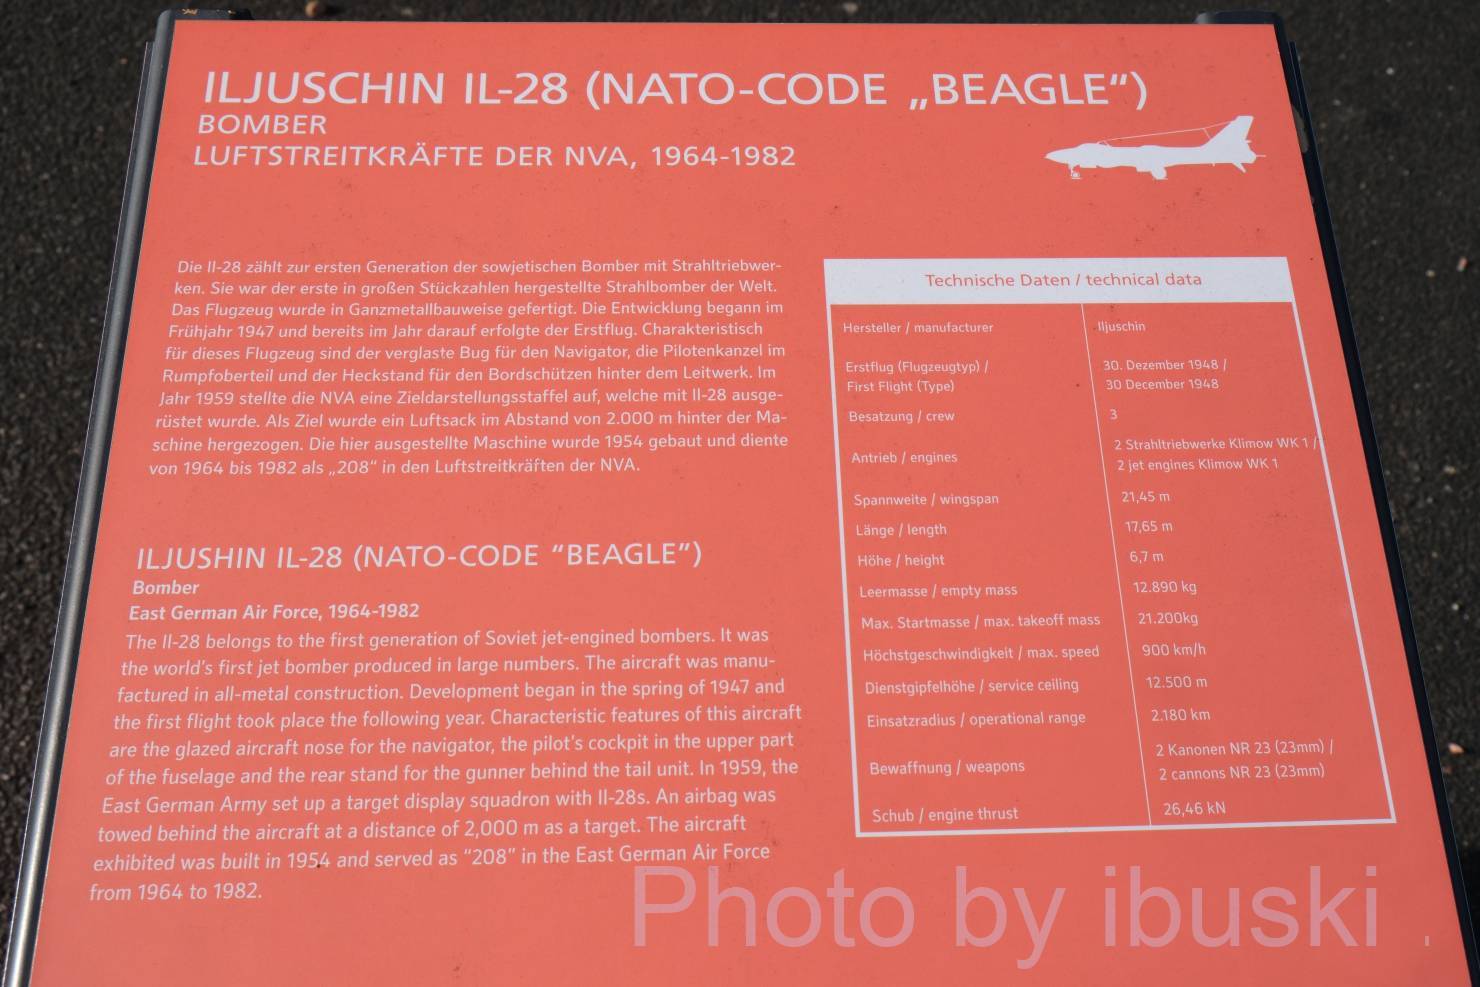 ILJUSCHIN IL-28 (NATO-CODE „BEAGLE“)
BOMBER
LUFTSTREITKRÄFTE DER NVA, 1964-1982
Die Il-28 zählt zur ersten Generation der sowjetischen Bomber mit Strahltriebwer-
ken. Sie war der erste in großen Stückzahlen hergestellte Strahlbomber der Welt.
Das Flugzeug wurde in Ganzmetallbauweise gefertigt. Die Entwicklung begann im
Frühjahr 1947 und bereits im Jahr darauf erfolgte der Erstflug. Charakteristisch
für dieses Flugzeug sind der verglaste Bug für den Navigator, die Pilotenkanzel im
Rumpfoberteil und der Heckstand für den Bordschützen hinter dem Leitwerk. Im
Jahr 1959 stellte die NVA eine Zieldarstellungsstaffel auf, welche mit Il-28 ausge-
rüstet wurde. Als Ziel wurde ein Luftsack im Abstand von 2.000 m hinter der Ma-
schine hergezogen. Die hier ausgestellte Maschine wurde 1954 gebaut und diente
von 1964 bis 1982 als „208“ in den Luftstreitkräften der NVA.
ILJUSHIN IL-28 (NATO-CODE “BEAGLE”)
Bomber
East German Air Force, 1964-1982
The Il-28 belongs to the first generation of Soviet jet-engined bombers. It was
the world's first jet bomber produced in large numbers. The aircraft was manu-
factured in all-metal construction. Development began in the spring of 1947 and
the first flight took place the following year. Characteristic features of this aircraft
are the glazed aircraft nose for the navigator, the pilot's cockpit in the upper part
of the fuselage and the rear stand for the gunner behind the tail unit. In 1959, the
East German Army set up a target display squadron with Il-28s. An airbag was
towed behind the aircraft at a distance of 2,000 m as a target. The aircraft
exhibited was built in 1954 and served as “208” in the East German Air Force
from 1964 to 1982.
Technische Daten / technical data
Hersteller / manufacturer Iljuschin
Erstflug (Flugzeugtyp) / 30. Dezember 1948 /
First Flight (Type) 30 December 1948
Besatzung / crew 3
Antrieb / engines 2 Strahltriebwerke Klimow WK 1 /
2 jet engines Klimow WK 1
Spannweite / wingspan 21,45 m
Länge / length 17,65 m
Höhe / height 6,7 m
Leermasse / empty mass 12.890 kg
Max. Startmasse / max. takeoff mass 21.200kg
Höchstgeschwindigkeit / max. speed 900 km/h
Dienstgipfelhöhe / service ceiling 12.500 m
Einsatzradius / operational range 2.180 km
Bewaffnung / weapons 2 Kanonen NR 23 (23mm) /
2 cannons NR 23 (23mm)
Schub / engine thrust 26,46 kN
Photo by ibuski